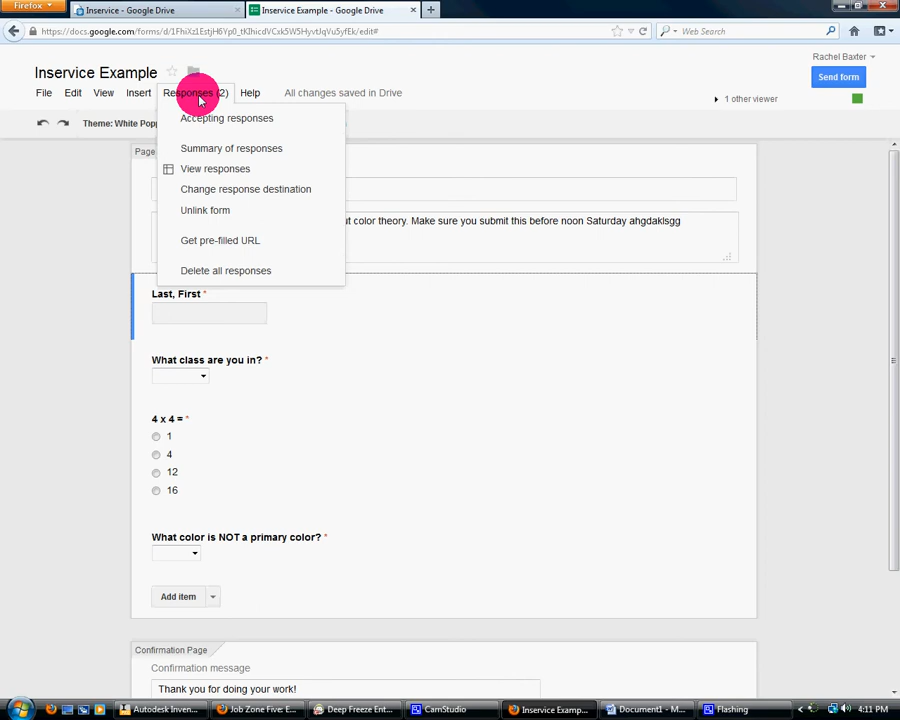 Firefox
Inservice - Google Drive
Inservice Example - Google Drive
https://docs.google.com/forms/d/1FhiXz1EstjH6Yp0_tKlhicdVCxk5W5HyvtJqVu5yfEk/edit#
Web Search
Rachel Baxter
Inservice Example
Send form
File Edit View Insert Responses (2) Help All changes saved in Drive
1 other viewer
Theme: White Popp
Accepting responses
Summary of responses
View responses
Change response destination
Unlink form
Get pre-filled URL
Delete all responses
Page
ut color theory. Make sure you submit this before noon Saturday ahgdaklsgg
Last, First *
What class are you in? *
4 x 4 = *
1
4
12
16
What color is NOT a primary color? *
Add item
Confirmation Page
Confirmation message
Thank you for doing your work!
Autodesk Inven...
Job Zone Five: E...
Deep Freeze Ent...
CamStudio
Inservice Examp...
Document1 - M...
Flashing
4:11 PM